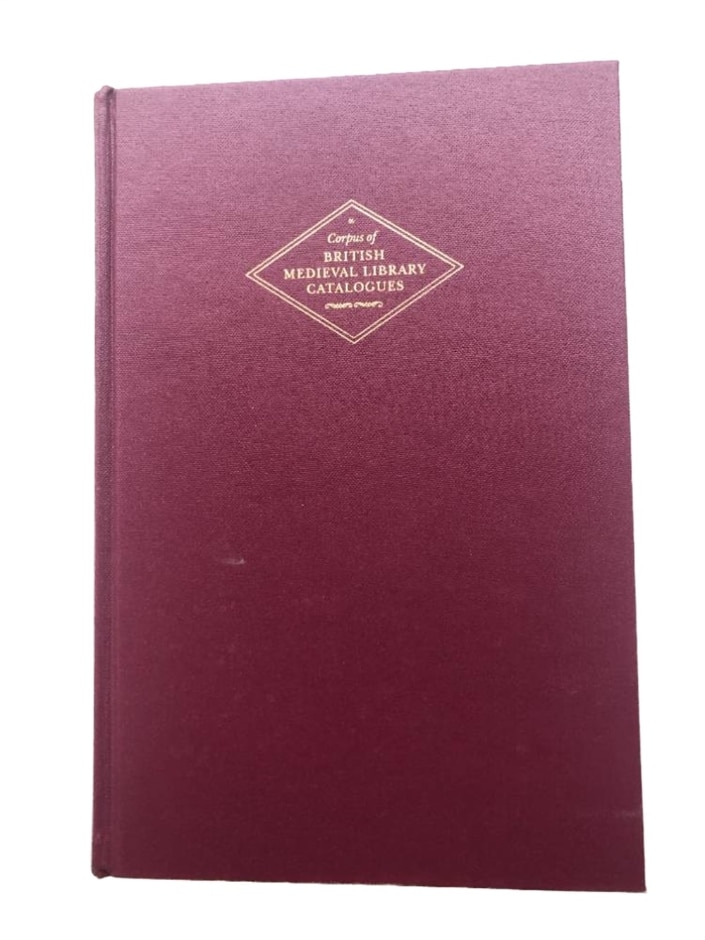 Corpus of
BRITISH
MEDIEVAL LIBRARY
CATALOGUES